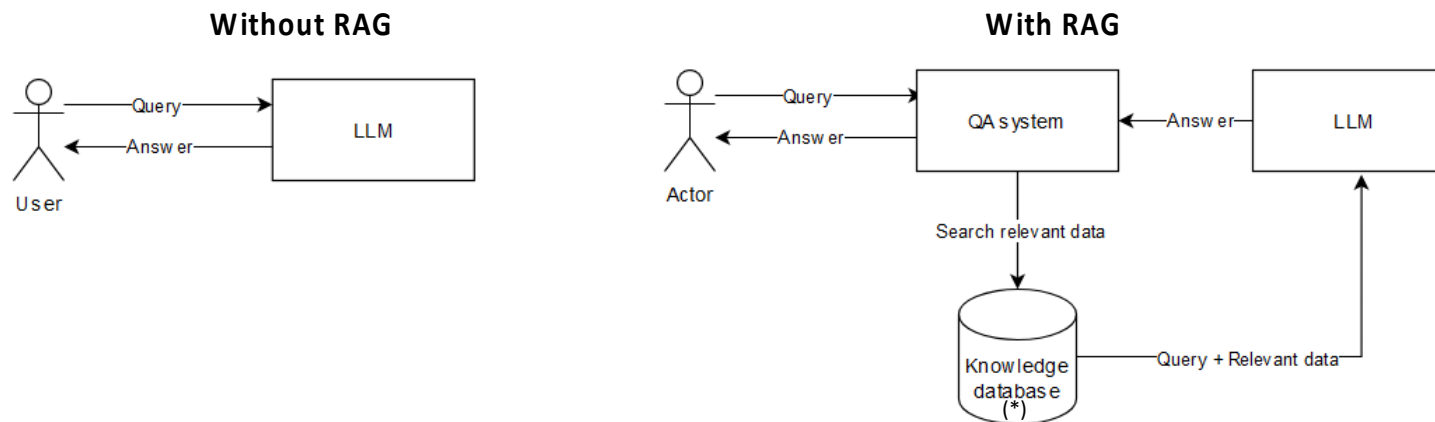 Without RAG
Query
LLM
Answer
User
With RAG
Query
QA system
Answer
LLM
Answer
Actor
Search relevant data
Knowledge
database
(*)
Query + Relevant data